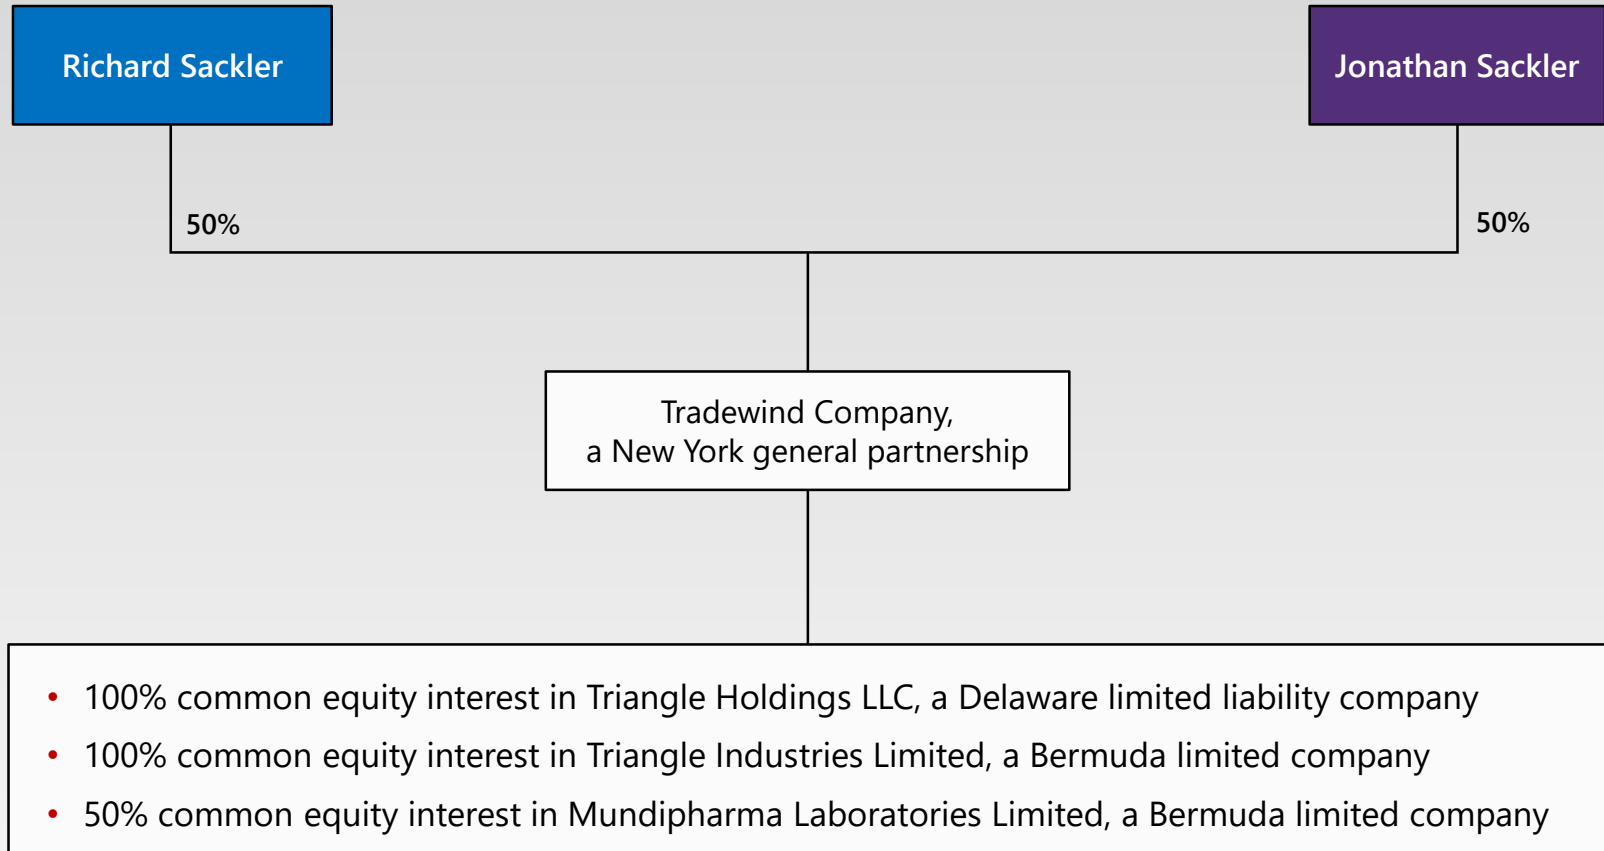 Richard Sackler
Jonathan Sackler
50%
50%
Tradewind Company,
a New York general partnership
• 100% common equity interest in Triangle Holdings LLC, a Delaware limited liability company
• 100% common equity interest in Triangle Industries Limited, a Bermuda limited company
• 50% common equity interest in Mundipharma Laboratories Limited, a Bermuda limited company